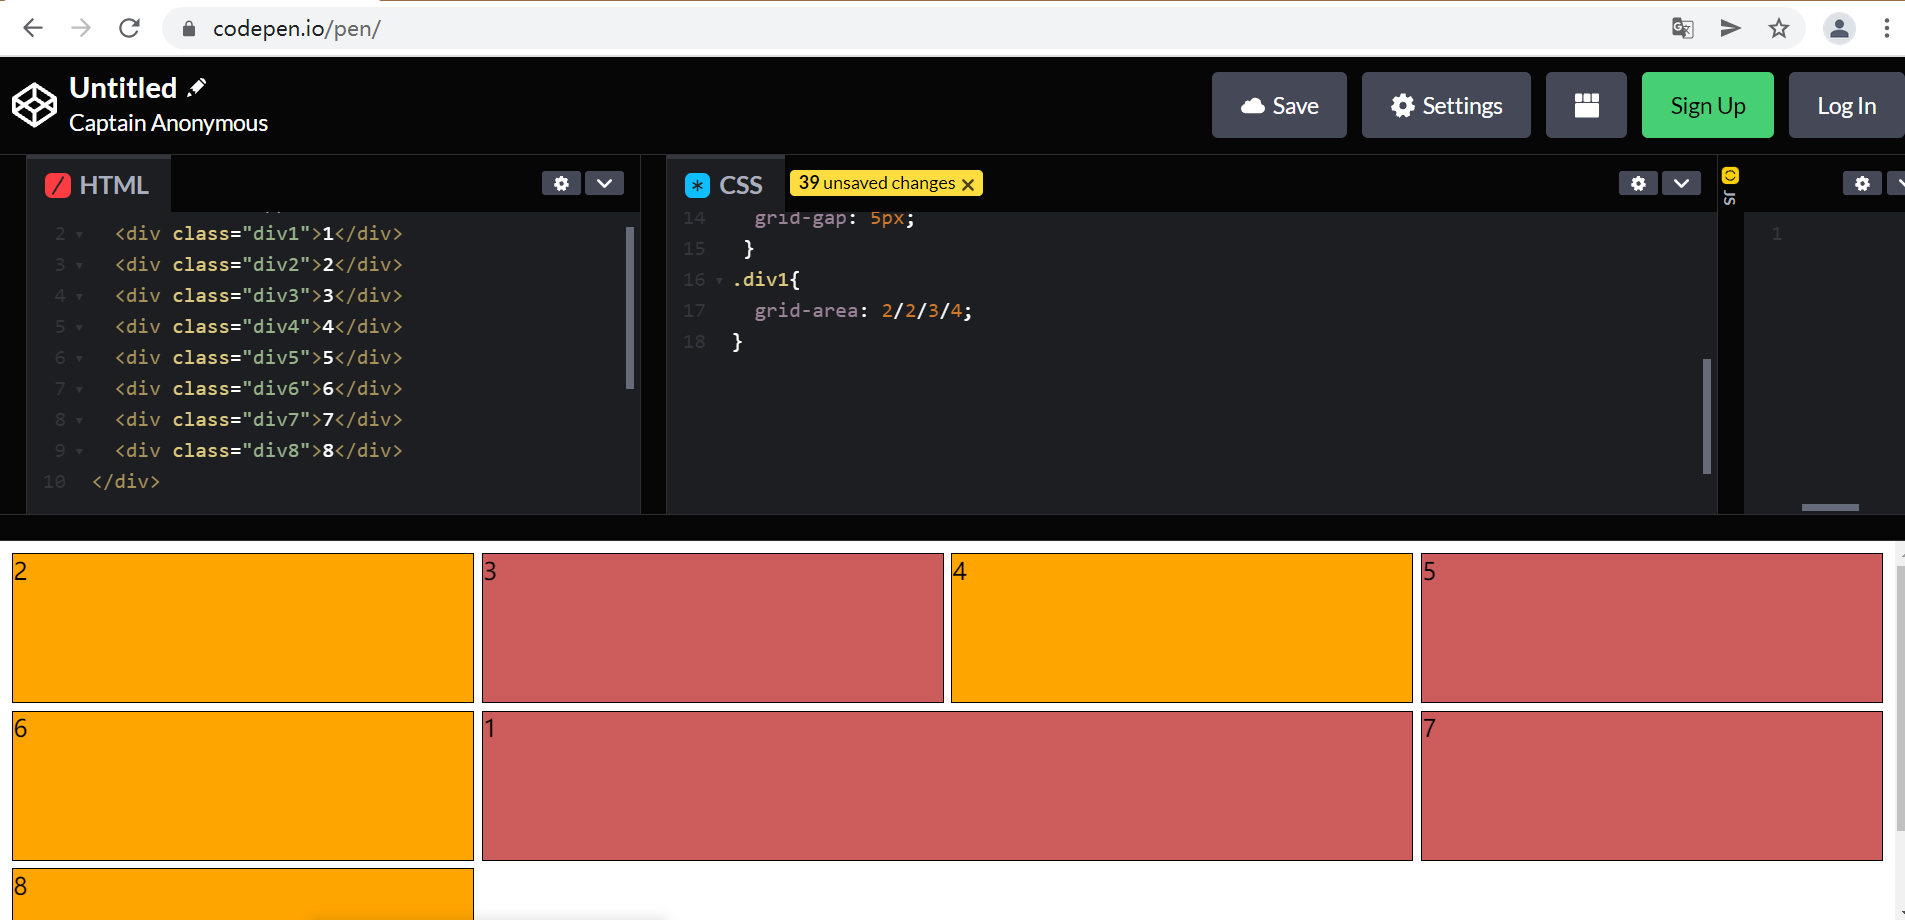 codepen.io/pen/
Untitled
Captain Anonymous
Save
Settings
Sign Up
Log In
HTML
2 <div class="div1">1</div>
3 <div class="div2">2</div>
4 <div class="div3">3</div>
5 <div class="div4">4</div>
6 <div class="div5">5</div>
7 <div class="div6">6</div>
8 <div class="div7">7</div>
9 <div class="div8">8</div>
10 </div>
CSS
39 unsaved changes ×
14 grid-gap: 5px;
15 }
16 .div1{
17 grid-area: 2/2/3/4;
18 }
JS
1
2
3
4
5
6
1
7
8